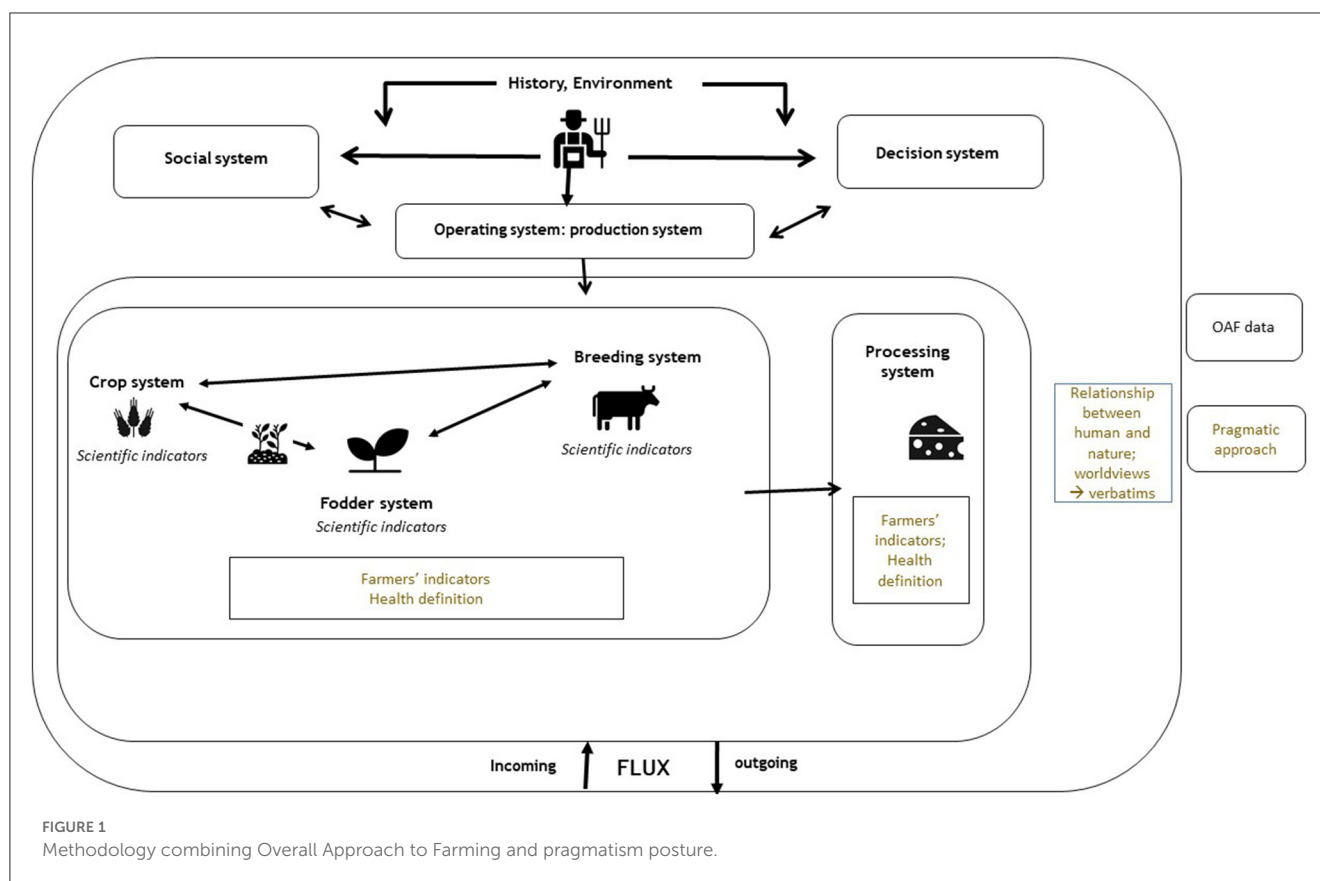 History, Environment
Social system
Decision system
Operating system: production system
Breeding system
Crop system
Scientific indicators
Scientific indicators
Fodder system
Scientific indicators
Farmers’ indicators
Health definition
Processing
system
Farmers’
indicators;
Health
definition
Relationship
between
human and
nature;
worldviews
→ verbatims
OAF data
Pragmatic
approach
Incoming
FLUX
outgoing
FIGURE 1
Methodology combining Overall Approach to Farming and pragmatism posture.